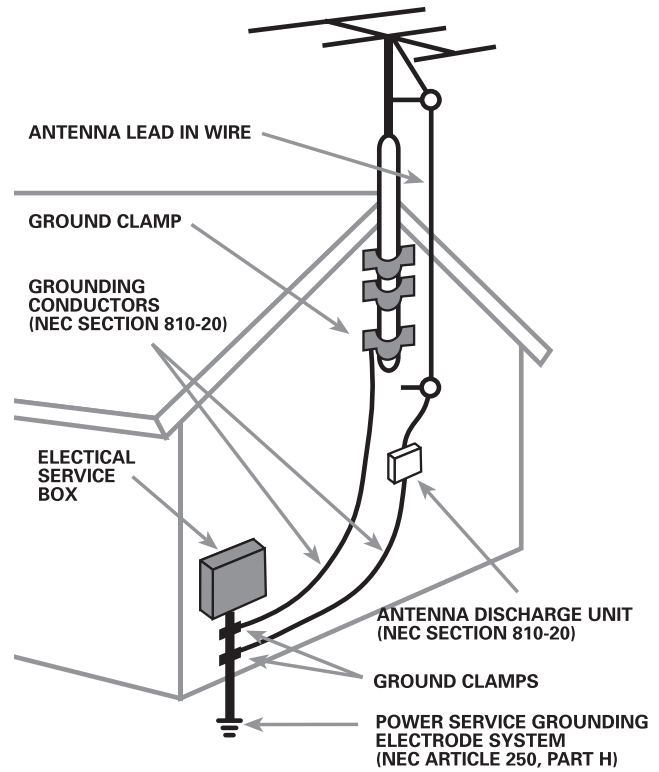 ANTENNA LEAD IN WIRE
GROUND CLAMP
GROUNDING
CONDUCTORS
(NEC SECTION 810-20)
ELECTICAL
SERVICE
BOX
ANTENNA DISCHARGE UNIT
(NEC SECTION 810-20)
GROUND CLAMPS
POWER SERVICE GROUNDING
ELECTRODE SYSTEM
(NEC ARTICLE 250, PART H)